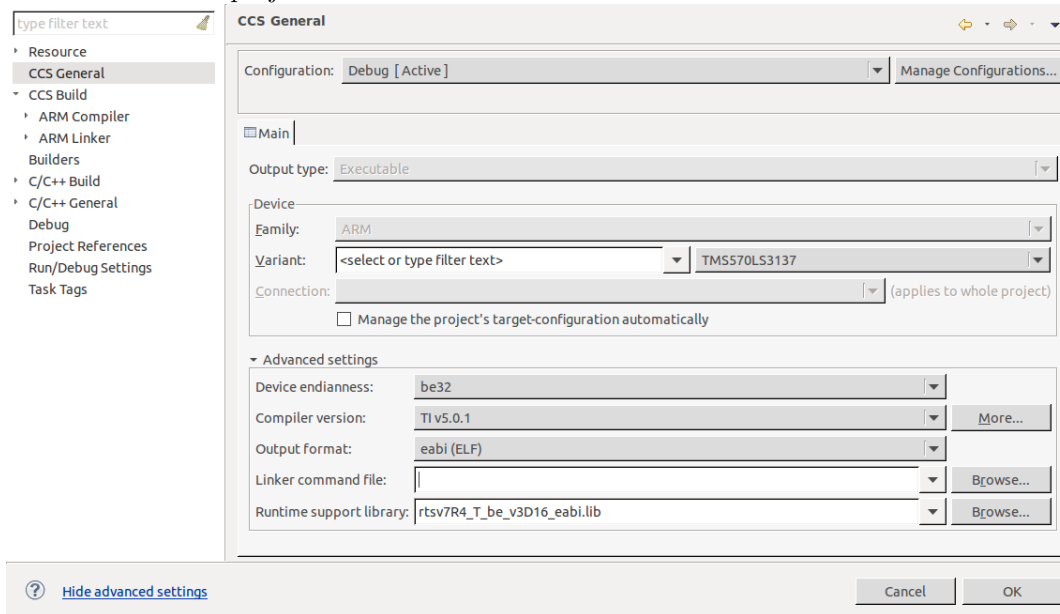 type filter text
Resource
CCS General
CCS Build
ARM Compiler
ARM Linker
Builders
C/C++ Build
C/C++ General
Debug
Project References
Run/Debug Settings
Task Tags
CCS General
Configuration: Debug [ Active ] Manage Configurations...
Main
Output type: Executable
Device
Family: ARM
Variant: <select or type filter text> TMS570LS3137
Connection: (applies to whole project)
Manage the project's target-configuration automatically
Advanced settings
Device endianness: be32
Compiler version: TI v5.0.1 More...
Output format: eabi (ELF)
Linker command file: Browse...
Runtime support library: rtsv7R4_T_be_v3D16_eabi.lib Browse...
? Hide advanced settings Cancel OK